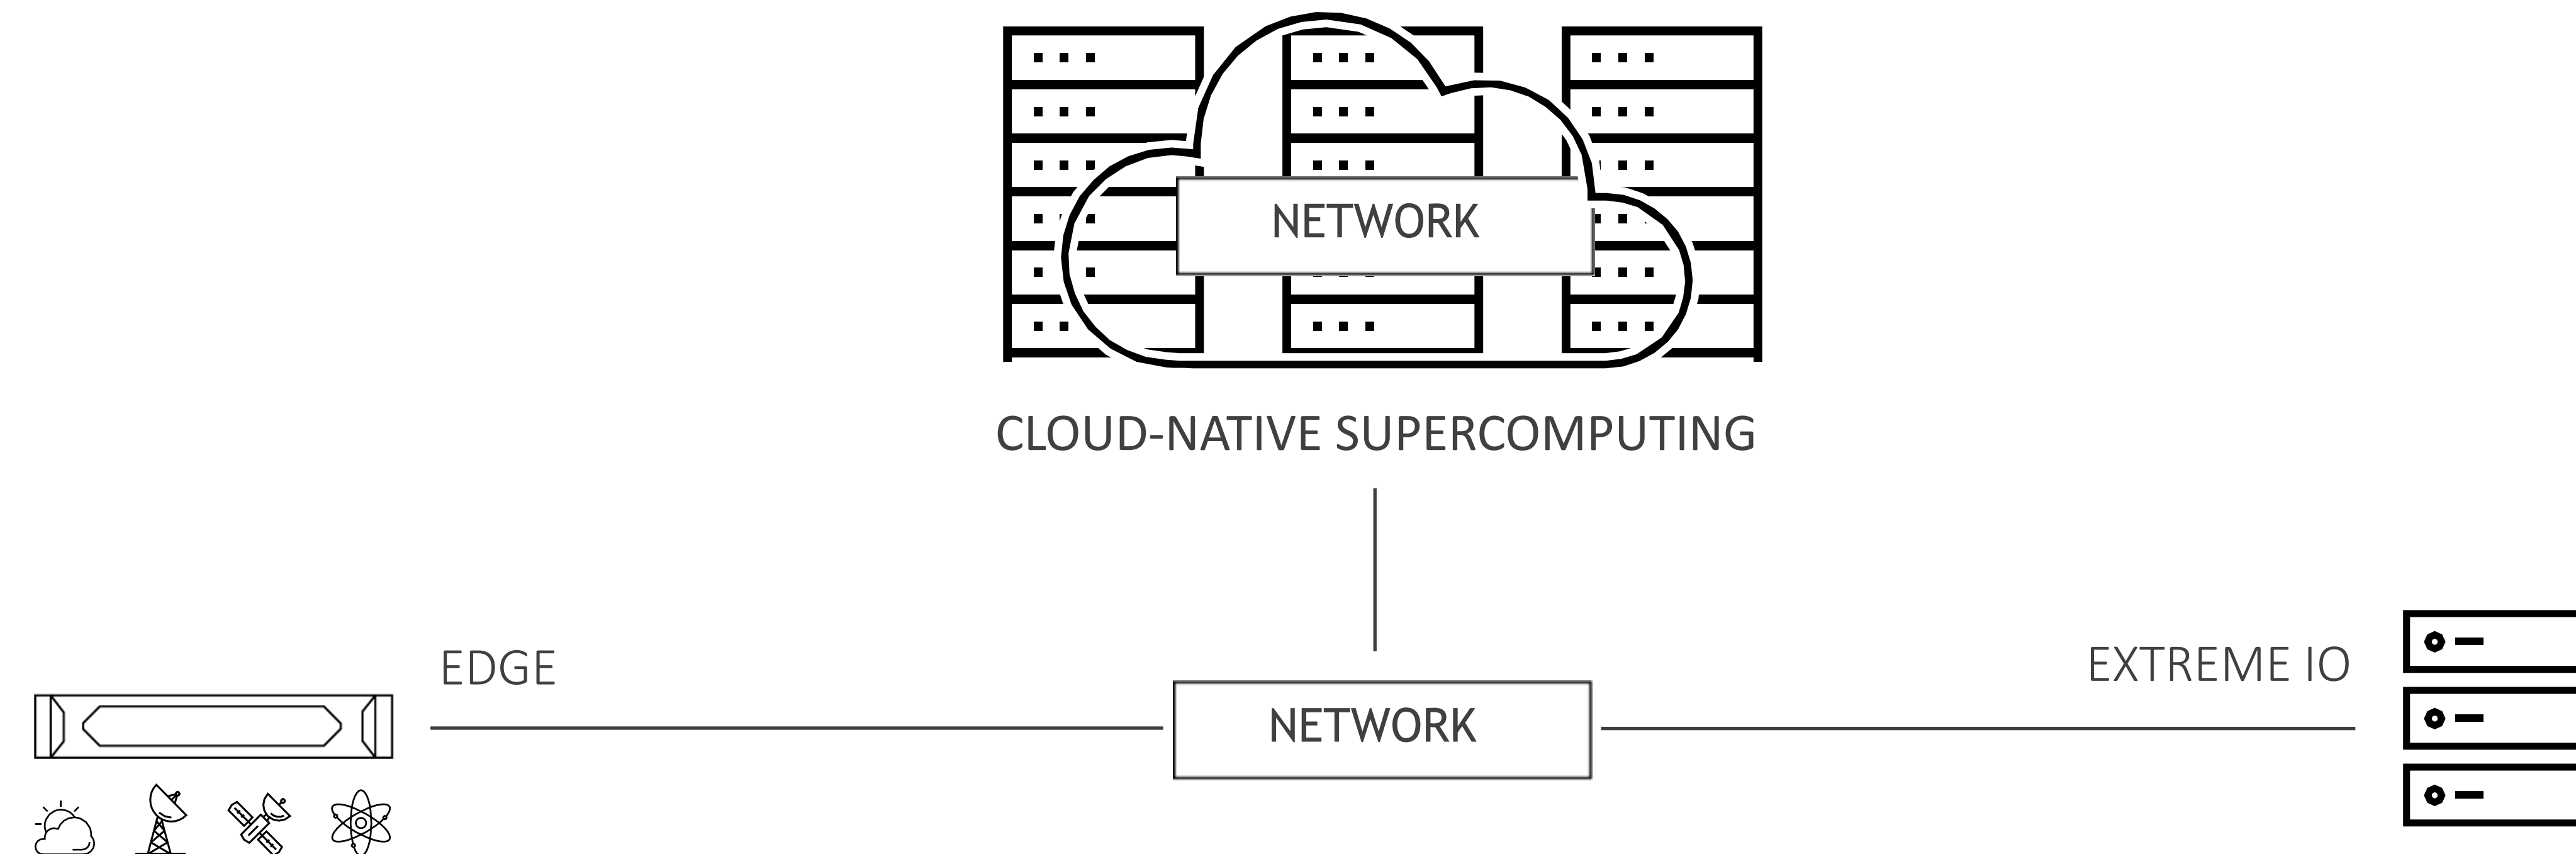 NETWORK
CLOUD-NATIVE SUPERCOMPUTING
EDGE
EXTREME IO
NETWORK